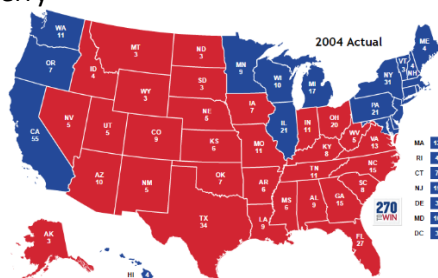 2004 Actual
WA
11
OR
7
CA
55
NV
5
ID
4
MT
3
WY
3
UT
5
AZ
10
CO
9
NM
5
ND
3
SD
3
NE
5
KS
6
OK
7
TX
34
MN
9
IA
7
MO
11
AR
6
LA
9
WI
10
IL
21
MI
17
IN
11
OH
20
KY
8
TN
11
MS
6
AL
9
GA
15
FL
27
SC
8
NC
15
VA
13
WV
5
PA
21
NY
31
VT
3
4
NH
ME
4
AK
3
HI
4
MA
RI
CT
NJ
DE
MD
DC
270
WIN